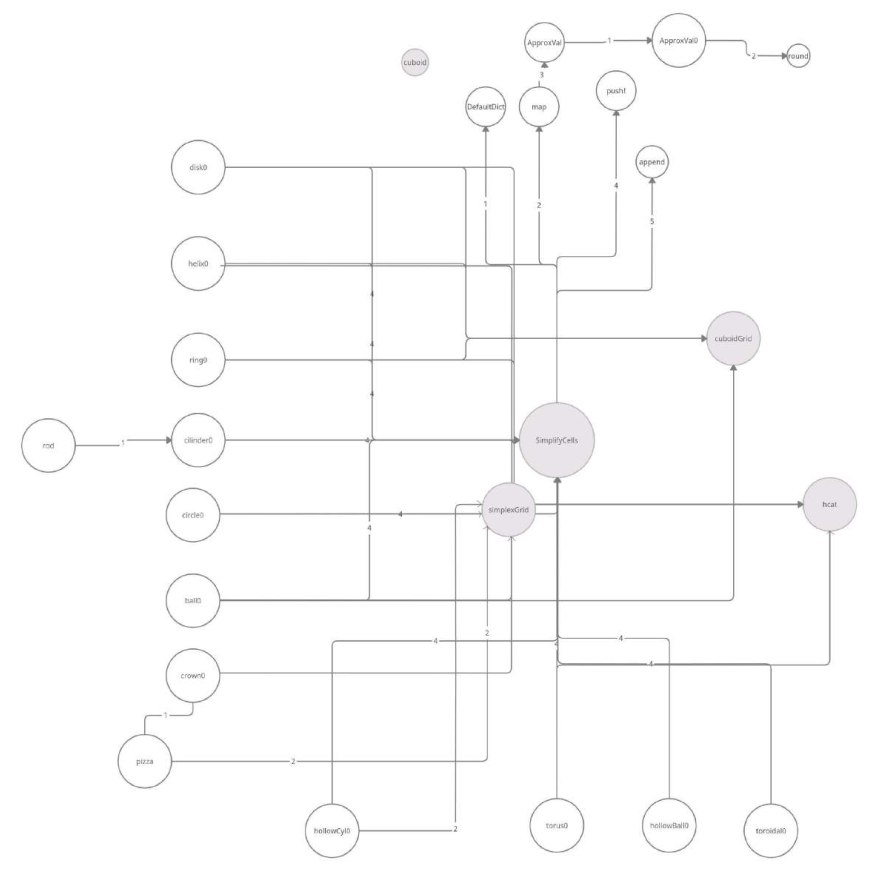 ApproxVal
1
ApproxVal0
2
round
cuboid
3
DefaultDict
map
push!
append
disk0
4
1
2
5
helix0
4
ring0
4
cuboidGrid
4
rod
1
cilinder0
4
SimplifyCells
circle0
4
simplexGrid
hcat
4
ball0
2
4
4
4
crown0
4
1
pizza
2
hollowCyl0
2
torus0
hollowBall0
toroidal0